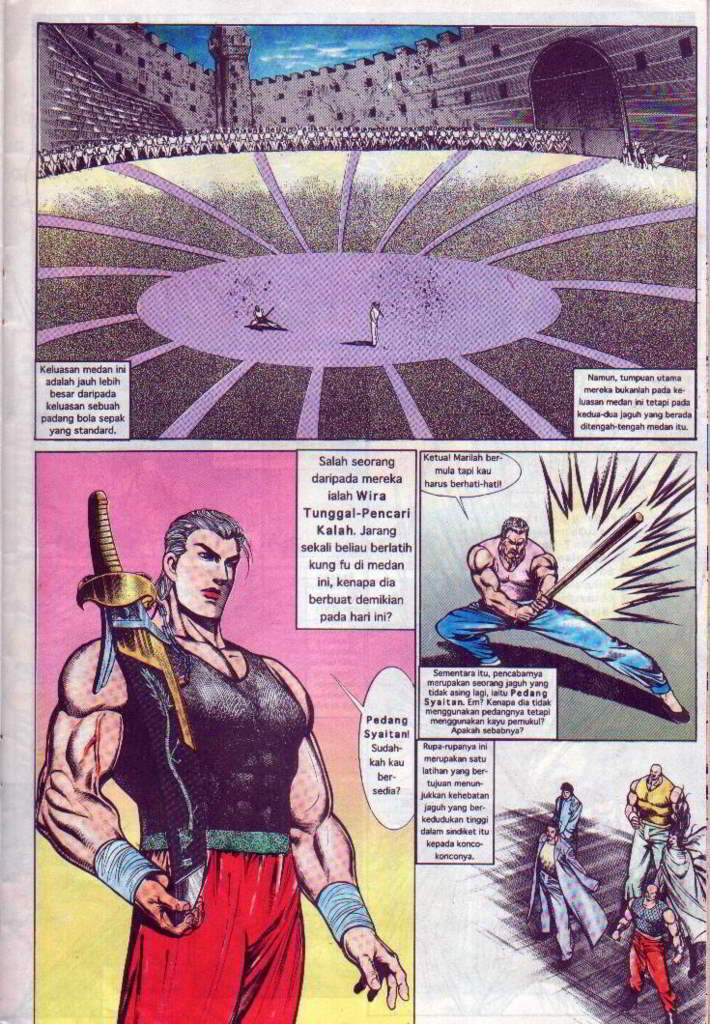 Keluasan medan ini
adalah jauh lebih
besar daripada
keluasan sebuah
padang bola sepak
yang standard.
Namun, tumpuan utama
mereka bukanlah pada ke-
luasan medan ini tetapi pada
kedua-dua jaguh yang berada
ditengah-tengah medan itu.
Salah seorang
daripada mereka
ialah Wira
Tunggal-Pencari
Kalah. Jarang
sekali beliau berlatih
kung fu di medan
ini, kenapa dia
berbuat demikian
pada hari ini?
Pedang
Syaitan!
Sudah-
kah kau
ber-
sedia?
Ketua! Marilah ber-
mula tapi kau
harus berhati-hati!
Sementara itu, pencabarnya
merupakan seorang jaguh yang
tidak asing lagi, iaitu Pedang
Syaitan. Em? Kenapa dia tidak
menggunakan pedangnya tetapi
menggunakan kayu pemukul?
Apakah sebabnya?
Rupa-rupanya ini
merupakan satu
latihan yang ber-
tujuan menun-
jukkan kehebatan
jaguh yang ber-
kedudukan tinggi
dalam sindiket itu
kepada konco-
konconya.